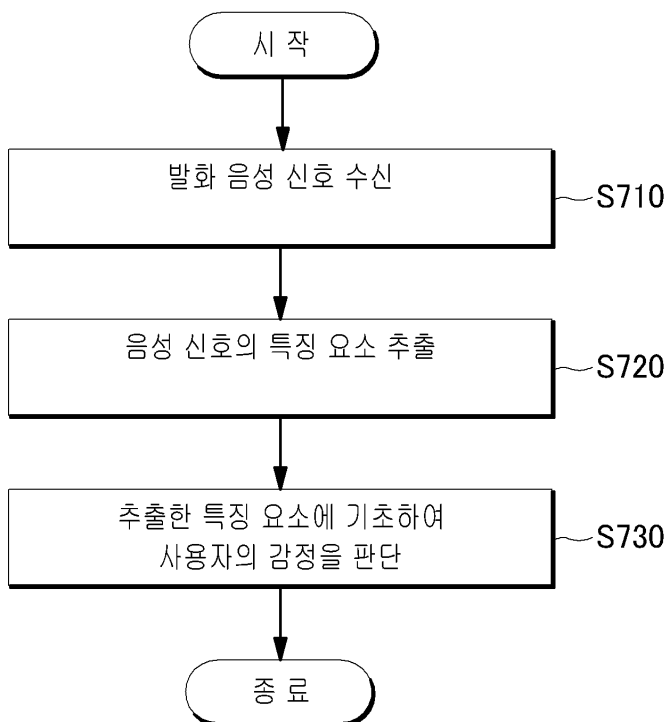 시 작
발화 음성 신호 수신
S710
음성 신호의 특징 요소 추출
S720
추출한 특징 요소에 기초하여
사용자의 감정을 판단
S730
종 료